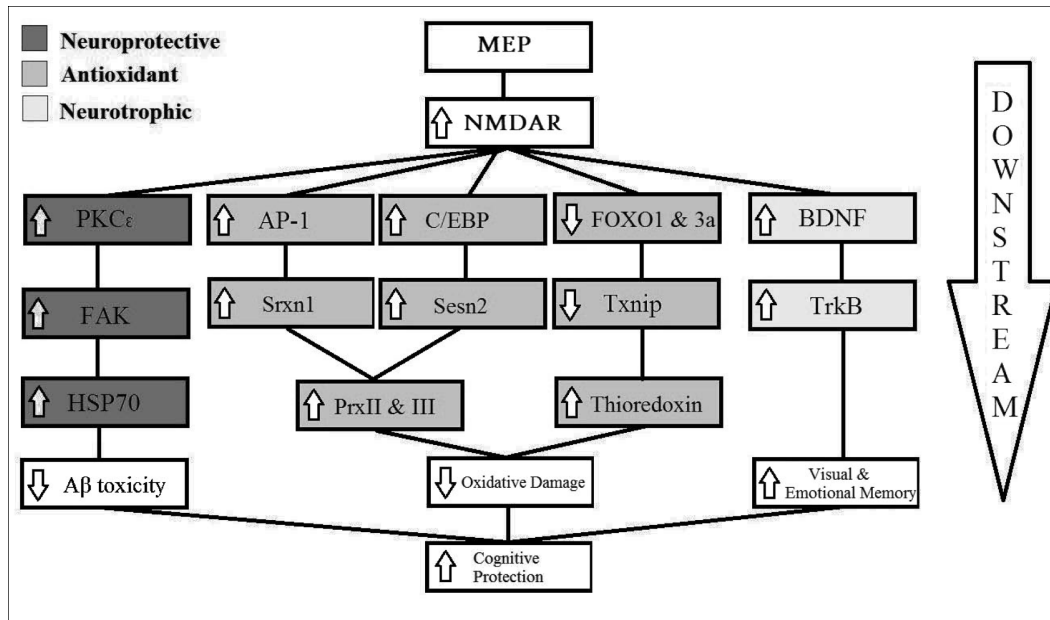 Neuroprotective
Antioxidant
Neurotrophic
MEP
NMDAR
PKCε
AP-1
C/EBP
FOXO1 & 3a
BDNF
FAK
Srxn1
Sesn2
Txnip
TrkB
HSP70
PrxII & III
Thioredoxin
Aβ toxicity
Oxidative Damage
Visual &
Emotional Memory
Cognitive
Protection
D
O
W
N
S
T
R
E
A
M